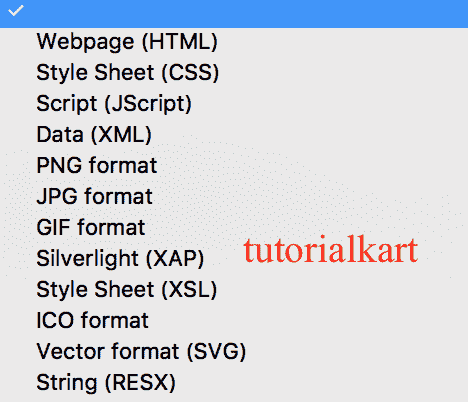 Webpage (HTML)
Style Sheet (CSS)
Script (JScript)
Data (XML)
PNG format
JPG format
GIF format
Silverlight (XAP)
tutorialkart
Style Sheet (XSL)
ICO format
Vector format (SVG)
String (RESX)